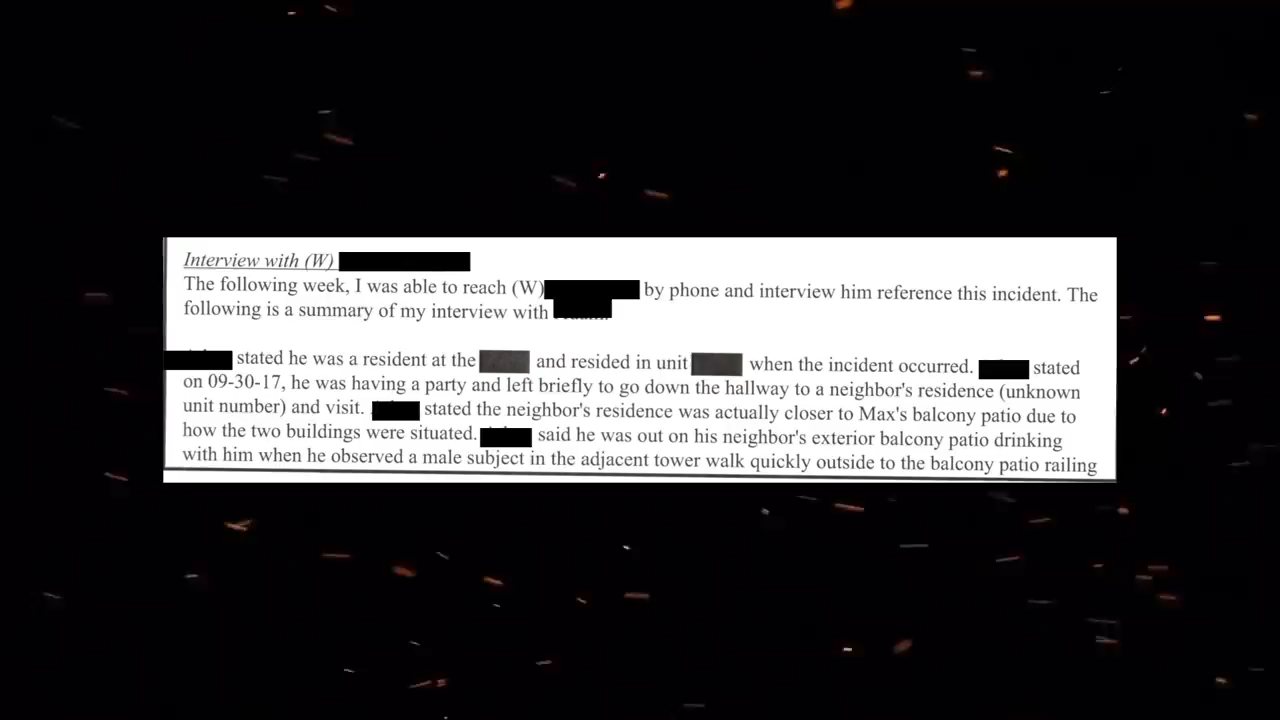 Interview with (W)
The following week, I was able to reach (W) by phone and interview him reference this incident. The
following is a summary of my interview with
stated he was a resident at the and resided in unit when the incident occurred. stated
on 09-30-17, he was having a party and left briefly to go down the hallway to a neighbor's residence (unknown
unit number) and visit. stated the neighbor's residence was actually closer to Max's balcony patio due to
how the two buildings were situated. said he was out on his neighbor's exterior balcony patio drinking
with him when he observed a male subject in the adjacent tower walk quickly outside to the balcony patio railing